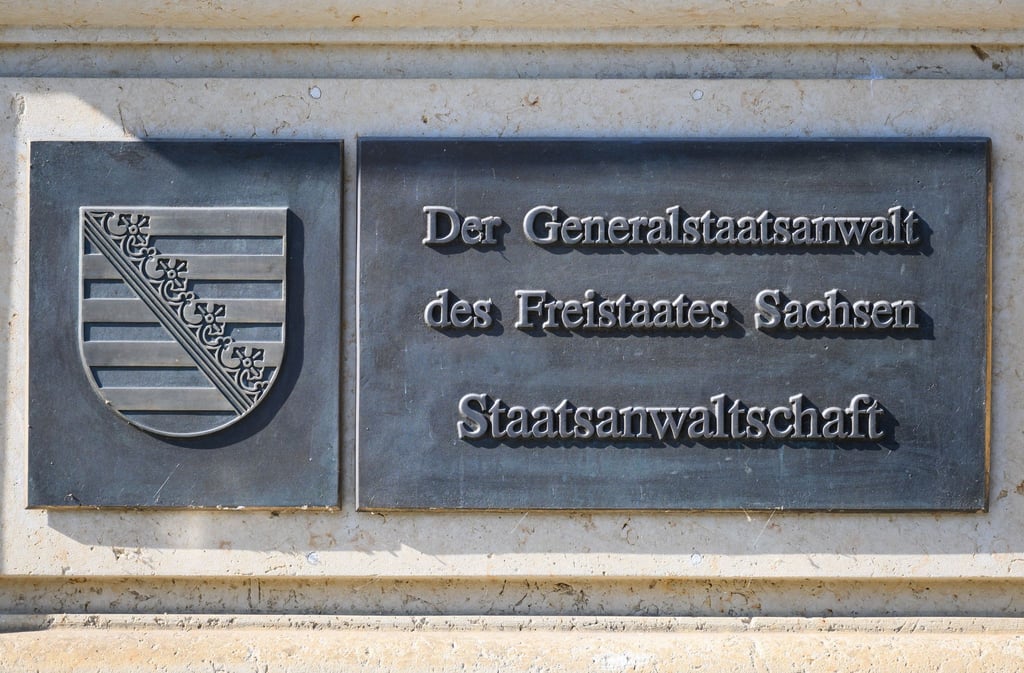 Der Generalstaatsanwalt
des Freistaates Sachsen
Staatsanwaltschaft